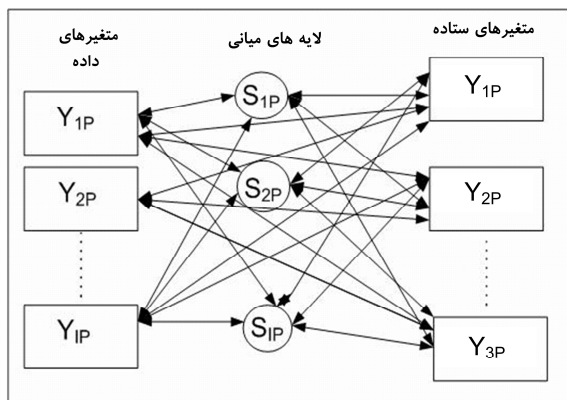 متغیرهای
داده
لایه های میانی
متغیرهای ستاده
Y1P
S1P
Y1P
Y2P
S2P
Y2P
YIP
SIP
Y3P